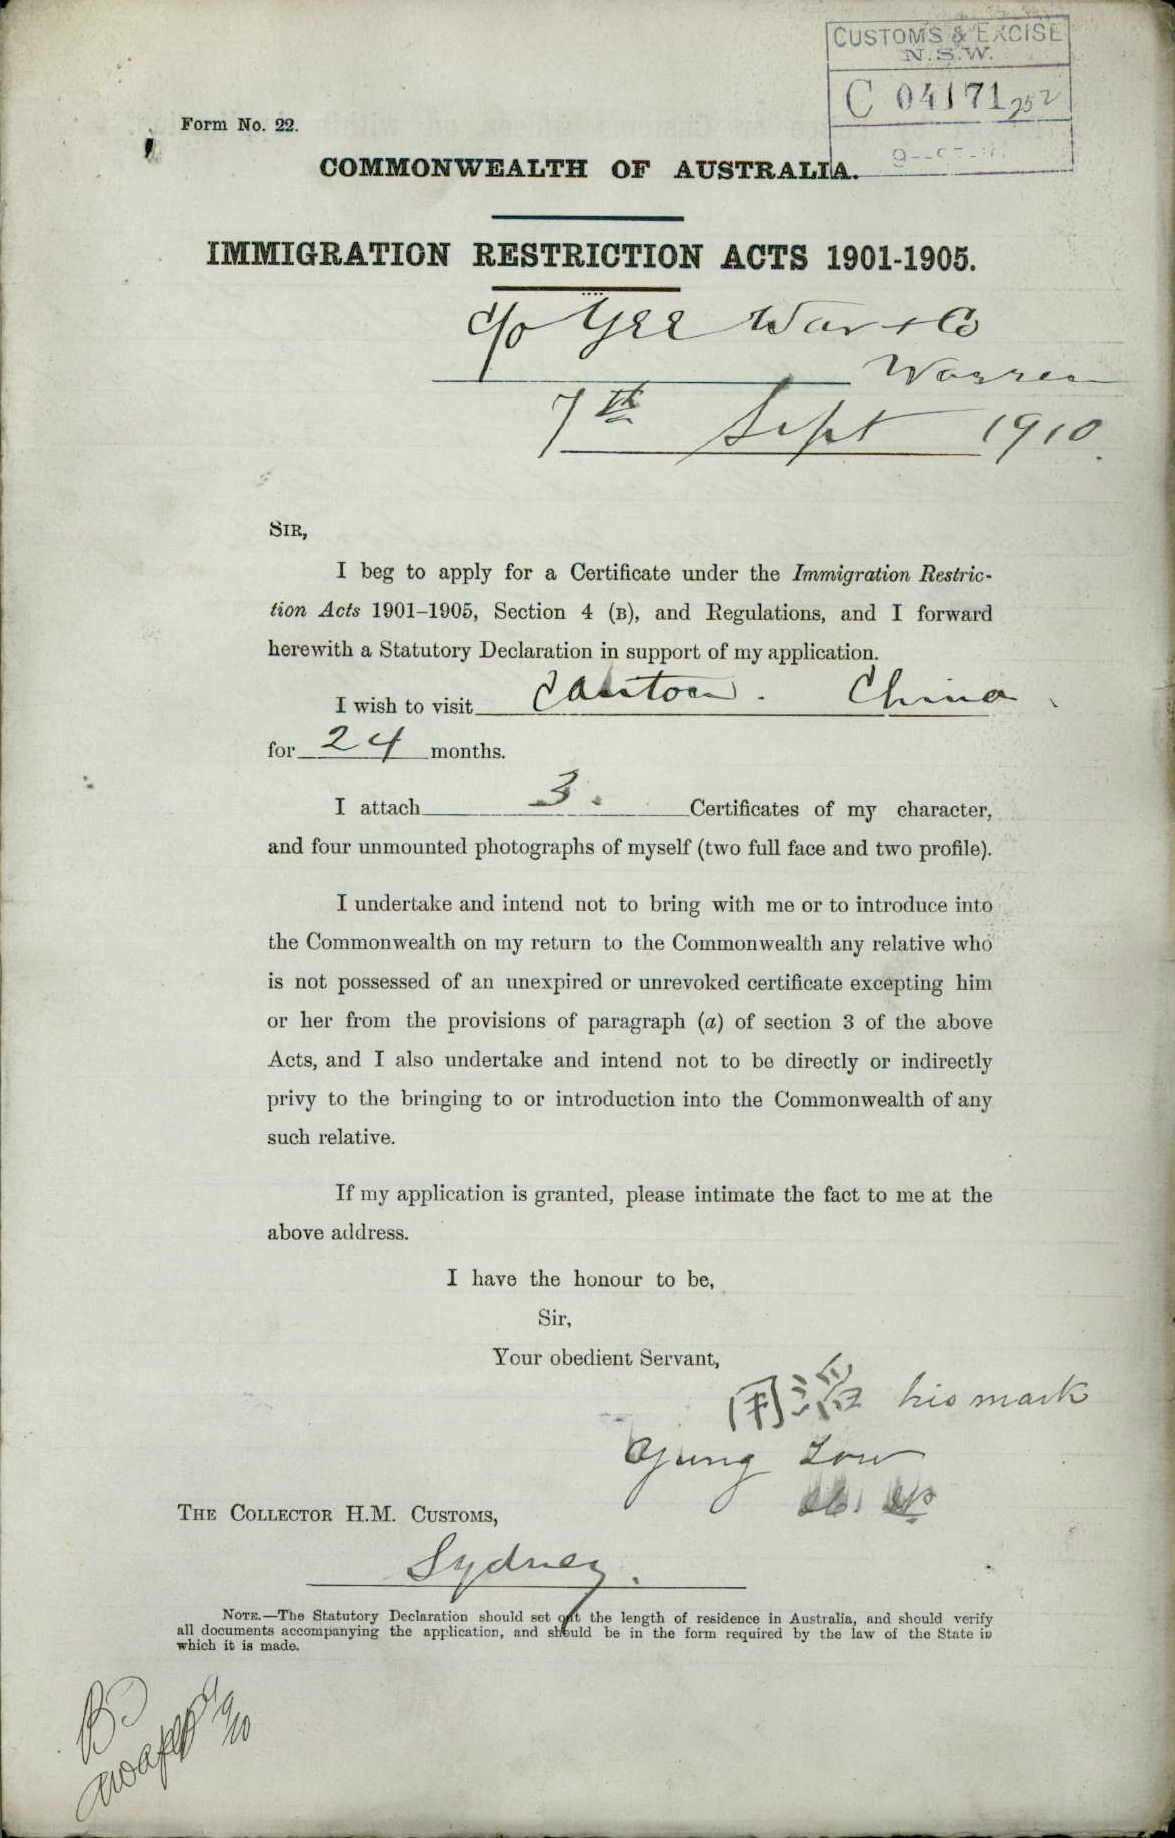 CUSTOMS & EXCISE
N.S.W.
C 04171 252
Form No. 22.
COMMONWEALTH OF AUSTRALIA.
IMMIGRATION RESTRICTION ACTS 1901-1905.
c/o Yee War + Co
Warren
7th Sept 1910.
SIR,
I beg to apply for a Certificate under the Immigration Restric-
tion Acts 1901–1905, Section 4 (B), and Regulations, and I forward
herewith a Statutory Declaration in support of my application.
I wish to visit Canton. China
for 24 months.
I attach 3. Certificates of my character,
and four unmounted photographs of myself (two full face and two profile).
I undertake and intend not to bring with me or to introduce into
the Commonwealth on my return to the Commonwealth any relative who
is not possessed of an unexpired or unrevoked certificate excepting him
or her from the provisions of paragraph (a) of section 3 of the above
Acts, and I also undertake and intend not to be directly or indirectly
privy to the bringing to or introduction into the Commonwealth of any
such relative.
If my application is granted, please intimate the fact to me at the
above address.
I have the honour to be,
Sir,
Your obedient Servant,
his mark
Gung Low
THE COLLECTOR H.M. CUSTOMS,
Sydney.
NOTE.—The Statutory Declaration should set out the length of residence in Australia, and should verify
all documents accompanying the application, and should be in the form required by the law of the State in
which it is made.